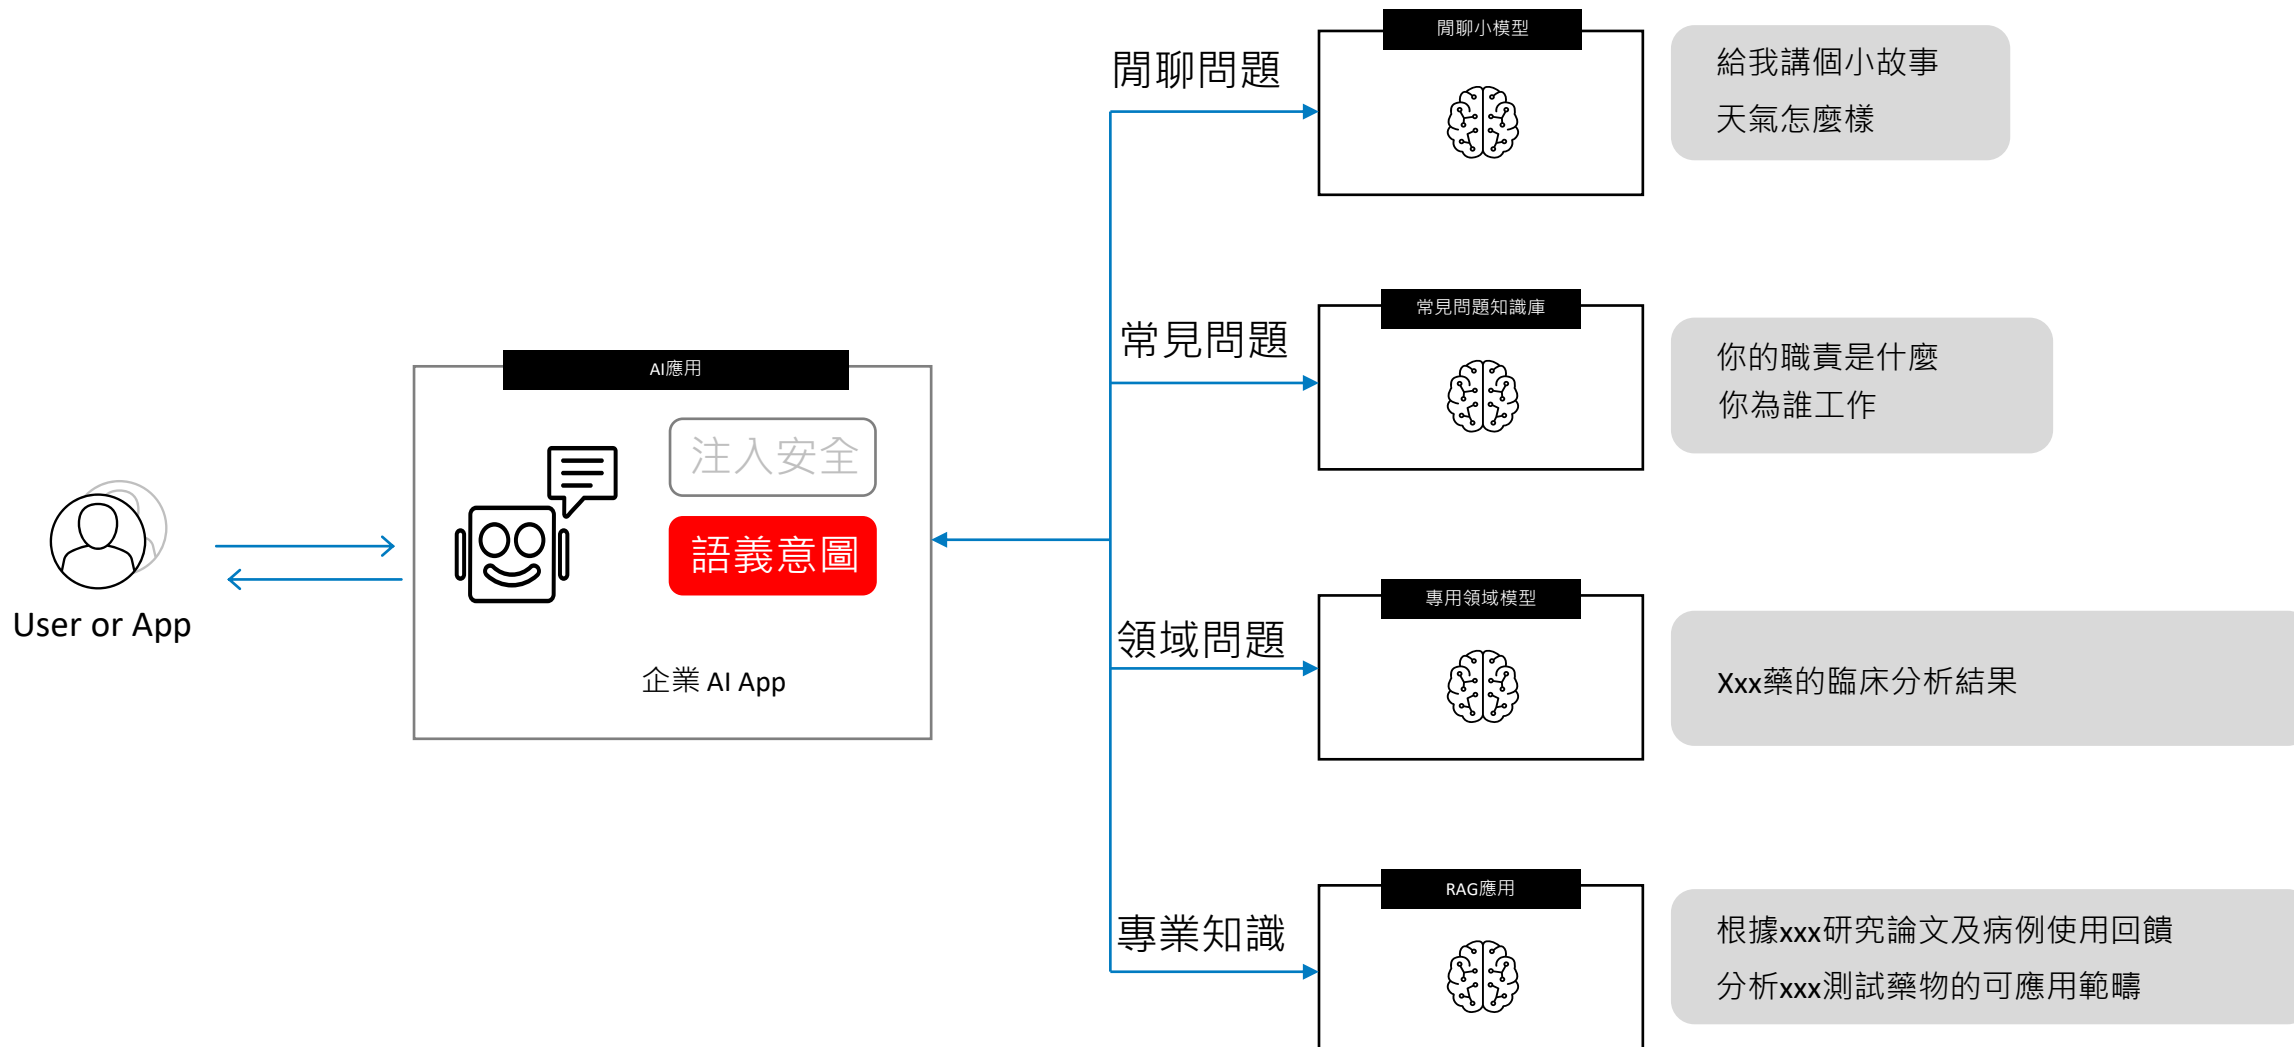 User or App
AI應用
注入安全
語義意圖
企業 AI App
閒聊問題
閒聊小模型
給我講個小故事
天氣怎麼樣
常見問題
常見問題知識庫
你的職責是什麼
你為誰工作
領域問題
專用領域模型
Xxx藥的臨床分析結果
專業知識
RAG應用
根據xxx研究論文及病例使用回饋
分析xxx測試藥物的可應用範疇